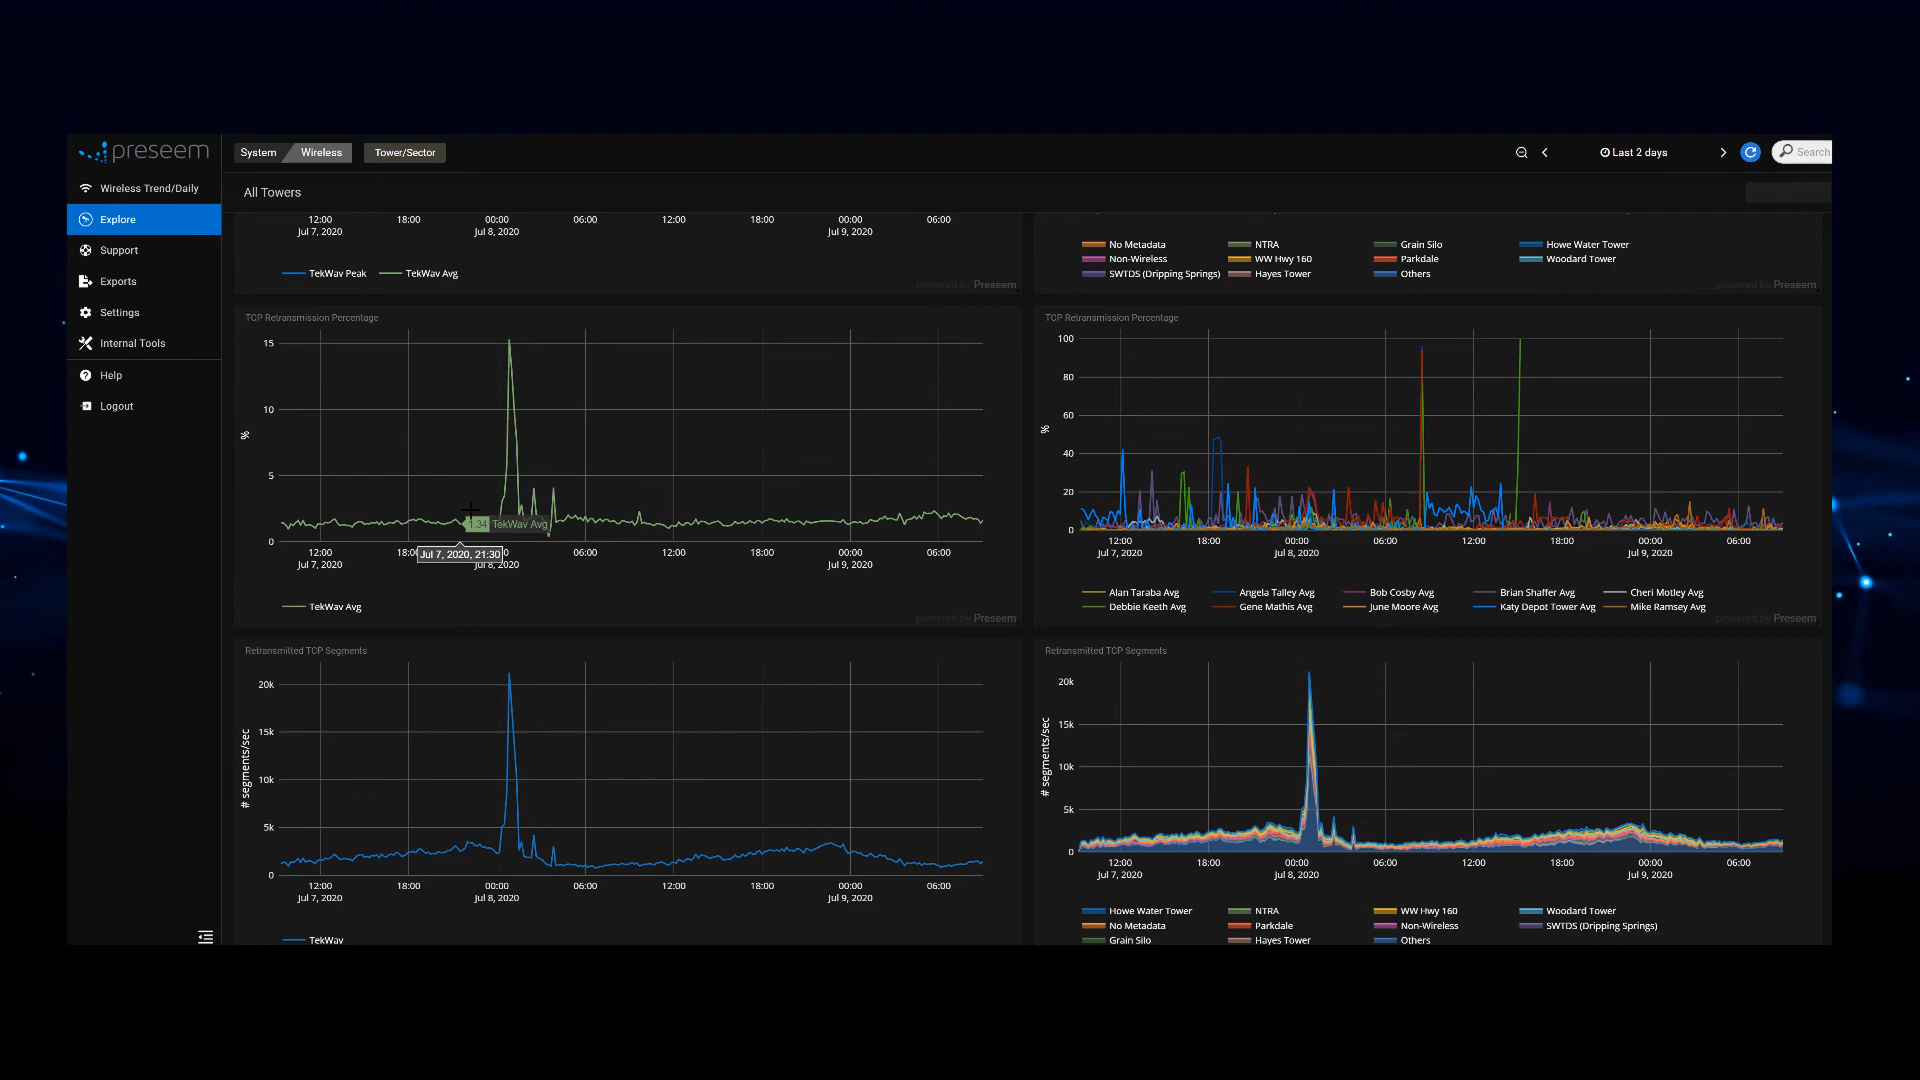 preseem
System Wireless Tower/Sector
Last 2 days
Search
Wireless Trend/Daily
Explore
Support
Exports
Settings
Internal Tools
Help
Logout
All Towers
12:00 18:00 00:00 06:00 12:00 18:00 00:00 06:00
Jul 7, 2020 Jul 8, 2020 Jul 9, 2020
TekWav Peak TekWav Avg
powered by Preseem
No Metadata NTRA Grain Silo Howe Water Tower
Non-Wireless WW Hwy 160 Parkdale Woodard Tower
SWTDS (Dripping Springs) Hayes Tower Others
powered by Preseem
TCP Retransmission Percentage
15
10
5
0
%
1.34 TekWav Avg
Jul 7, 2020, 21:30
12:00 18:00 00:00 06:00 12:00 18:00 00:00 06:00
Jul 7, 2020 Jul 8, 2020 Jul 9, 2020
TekWav Avg
powered by Preseem
TCP Retransmission Percentage
100
80
60
40
20
0
%
12:00 18:00 00:00 06:00 12:00 18:00 00:00 06:00
Jul 7, 2020 Jul 8, 2020 Jul 9, 2020
Alan Taraba Avg Angela Talley Avg Bob Cosby Avg Brian Shaffer Avg Cheri Motley Avg
Debbie Keeth Avg Gene Mathis Avg June Moore Avg Katy Depot Tower Avg Mike Ramsey Avg
powered by Preseem
Retransmitted TCP Segments
20k
15k
10k
5k
0
# segments/sec
12:00 18:00 00:00 06:00 12:00 18:00 00:00 06:00
Jul 7, 2020 Jul 8, 2020 Jul 9, 2020
TekWav
Retransmitted TCP Segments
20k
15k
10k
5k
0
# segments/sec
12:00 18:00 00:00 06:00 12:00 18:00 00:00 06:00
Jul 7, 2020 Jul 8, 2020 Jul 9, 2020
Howe Water Tower NTRA WW Hwy 160 Woodard Tower
No Metadata Parkdale Non-Wireless SWTDS (Dripping Springs)
Grain Silo Hayes Tower Others